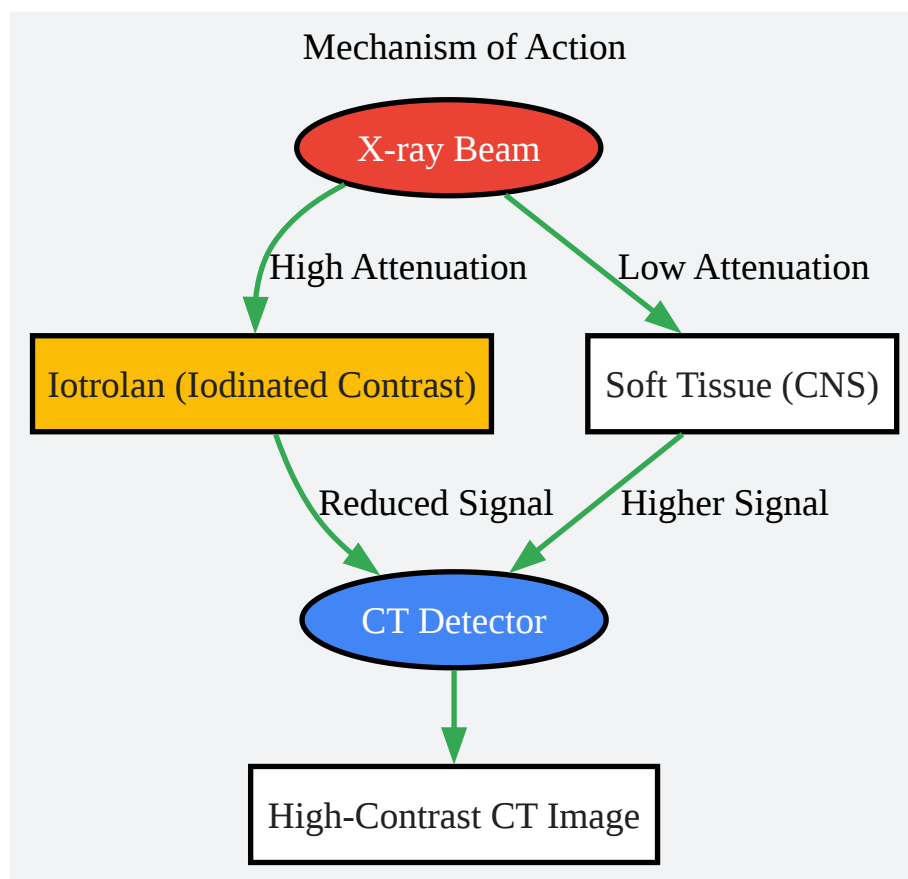 Mechanism of Action
X-ray Beam
High Attenuation
Low Attenuation
Iotrolan (Iodinated Contrast)
Soft Tissue (CNS)
Reduced Signal
Higher Signal
CT Detector
High-Contrast CT Image